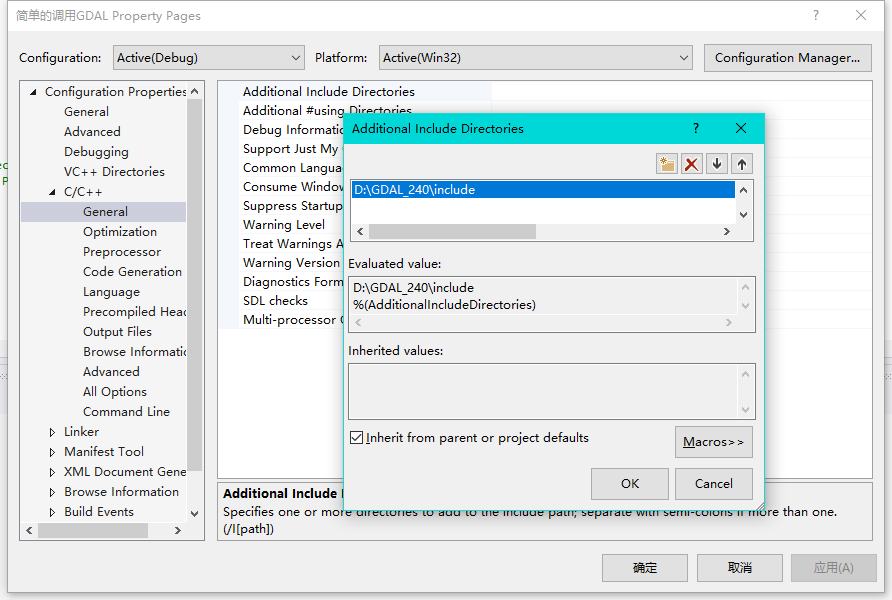 简单的调用GDAL Property Pages
Configuration: Active(Debug) Platform: Active(Win32) Configuration Manager...
Configuration Properties
General
Advanced
Debugging
VC++ Directories
C/C++
General
Optimization
Preprocessor
Code Generation
Language
Precompiled Head
Output Files
Browse Informatic
Advanced
All Options
Command Line
Linker
Manifest Tool
XML Document Gene
Browse Information
Build Events
Additional Include Directories
Additional #using Directories
Debug Informatio
Support Just My
Common Langua
Consume Window
Suppress Startup
Warning Level
Treat Warnings A
Warning Version
Diagnostics Form
SDL checks
Multi-processor C
Additional Include Directories
D:\GDAL_240\include
Evaluated value:
D:\GDAL_240\include
%(AdditionalIncludeDirectories)
Inherited values:
Inherit from parent or project defaults
Macros>>
OK Cancel
Additional Include
Specifies one or more directories to add to the include path; separate with semi-colons if more than one.
(/I[path])
确定 取消 应用(A)